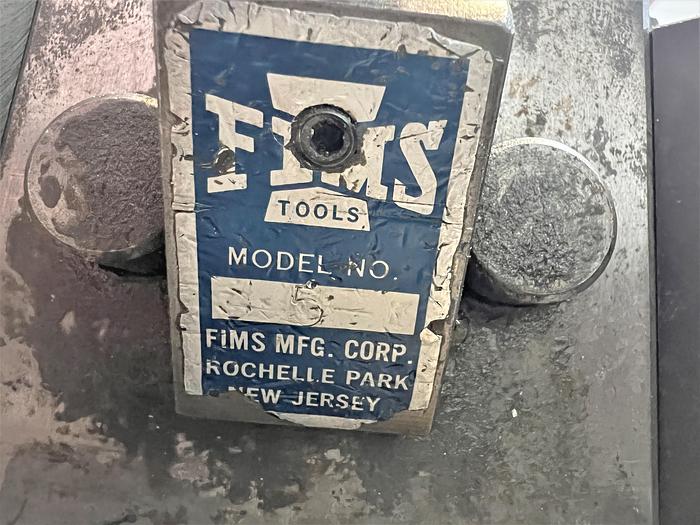 FIMS
TOOLS
MODEL NO.
5
FIMS MFG. CORP.
ROCHELLE PARK
NEW JERSEY